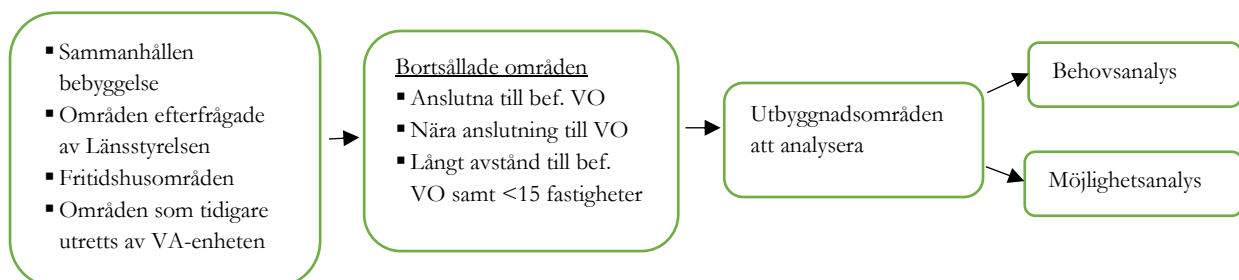 ▪ Sammanhållen
bebyggelse
▪ Områden efterfrågade
av Länsstyrelsen
▪ Fritidshusområden
▪ Områden som tidigare
utretts av VA-enheten
Bortsållade områden
▪ Anslutna till bef. VO
▪ Nära anslutning till VO
▪ Långt avstånd till bef.
VO samt <15 fastigheter
Utbyggnadsområden
att analysera
Behovsanalys
Möjlighetsanalys